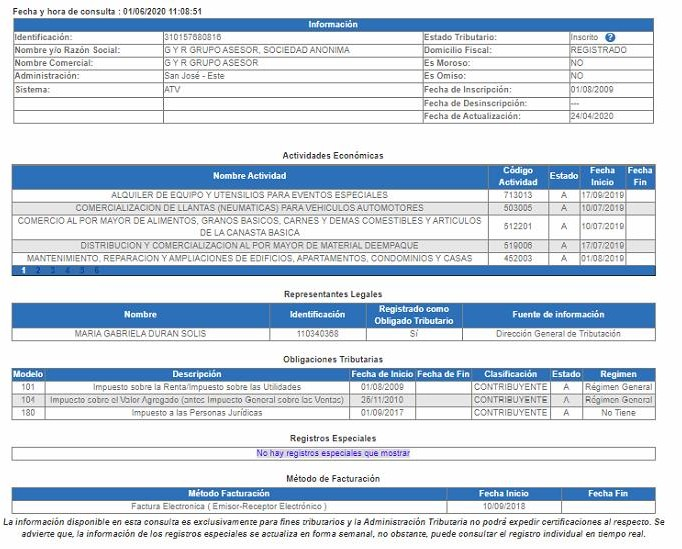 Fecha y hora de consulta : 01/06/2020 11:08:51
Información
Identificación: 310157680816 Estado Tributario: Inscrito ?
Nombre y/o Razón Social: G Y R GRUPO ASESOR, SOCIEDAD ANONIMA Domicilio Fiscal: REGISTRADO
Nombre Comercial: G Y R GRUPO ASESOR Es Moroso: NO
Administración: San José - Este Es Omiso: NO
Sistema: ATV Fecha de Inscripción: 01/08/2009
Fecha de Desinscripción: ---
Fecha de Actualización: 24/04/2020
Actividades Económicas
Nombre Actividad Código Actividad Estado Fecha Inicio Fecha Fin
ALQUILER DE EQUIPO Y UTENSILIOS PARA EVENTOS ESPECIALES 713013 A 17/09/2019
COMERCIALIZACION DE LLANTAS (NEUMATICAS) PARA VEHICULOS AUTOMOTORES 503005 A 10/07/2019
COMERCIO AL POR MAYOR DE ALIMENTOS, GRANOS BASICOS, CARNES Y DEMAS COMESTIBLES Y ARTICULOS
DE LA CANASTA BASICA 512201 A 10/07/2019
DISTRIBUCION Y COMERCIALIZACION AL POR MAYOR DE MATERIAL DEEMPAQUE 519006 A 17/07/2019
MANTENIMIENTO, REPARACION Y AMPLIACIONES DE EDIFICIOS, APARTAMENTOS, CONDOMINIOS Y CASAS 452003 A 01/08/2019
1 2 3 4 5 6
Representantes Legales
Nombre Identificación Registrado como Obligado Tributario Fuente de información
MARIA GABRIELA DURAN SOLIS 110340368 Sí Dirección General de Tributación
Obligaciones Tributarias
Modelo Descripción Fecha de Inicio Fecha de Fin Clasificación Estado Regimen
101 Impuesto sobre la Renta/Impuesto sobre las Utilidades 01/08/2009 CONTRIBUYENTE A Régimen General
104 Impuesto sobre el Valor Agregado (antes Impuesto General sobre las Ventas) 26/11/2010 CONTRIBUYENTE A Régimen General
180 Impuesto a las Personas Jurídicas 01/09/2017 CONTRIBUYENTE A No Tiene
Registros Especiales
No hay registros especiales que mostrar
Método de Facturación
Método Facturación Fecha Inicio Fecha Fin
Factura Electronica ( Emisor-Receptor Electrónico ) 10/09/2018
La información disponible en esta consulta es exclusivamente para fines tributarios y la Administración Tributaria no podrá expedir certificaciones al respecto. Se
advierte que, la información de los registros especiales se actualiza en forma semanal, no obstante, puede consultar el registro individual en tiempo real.